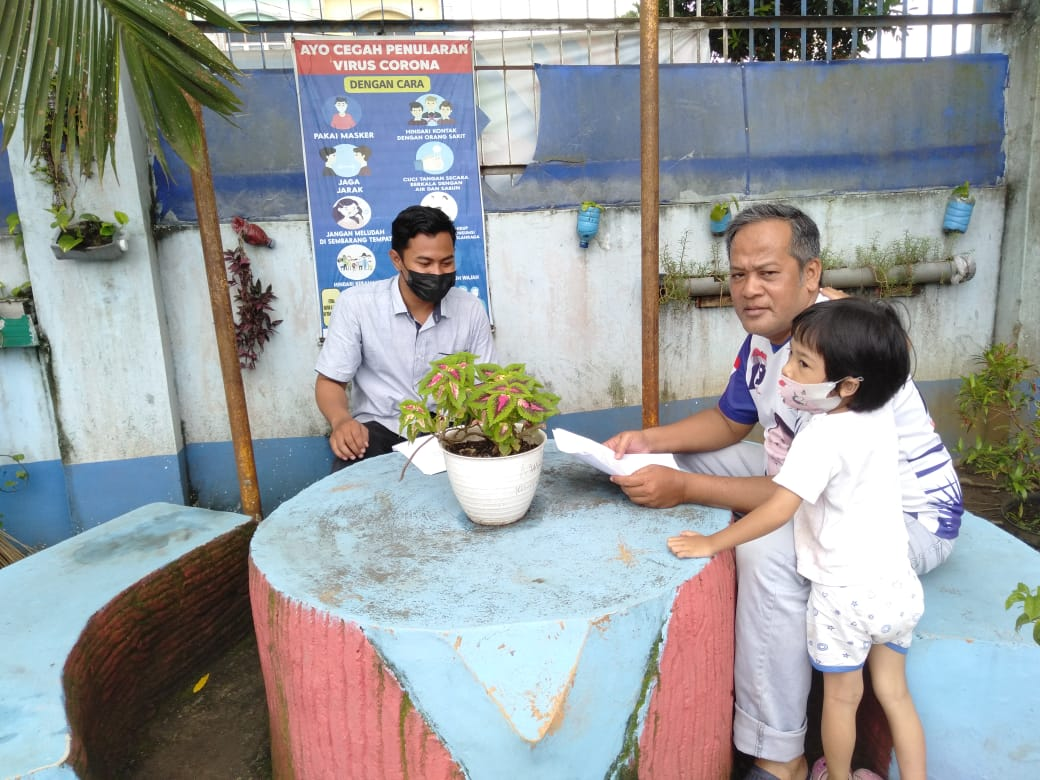 AYO CEGAH PENULARAN
VIRUS CORONA
DENGAN CARA
PAKAI MASKER
HINDARI KONTAK
DENGAN ORANG SAKIT
JAGA
JARAK
CUCI TANGAN SECARA
BERKALA DENGAN
AIR DAN SABUN
JANGAN MELUDAH
DI SEMBARANG TEMPAT
WAJAH